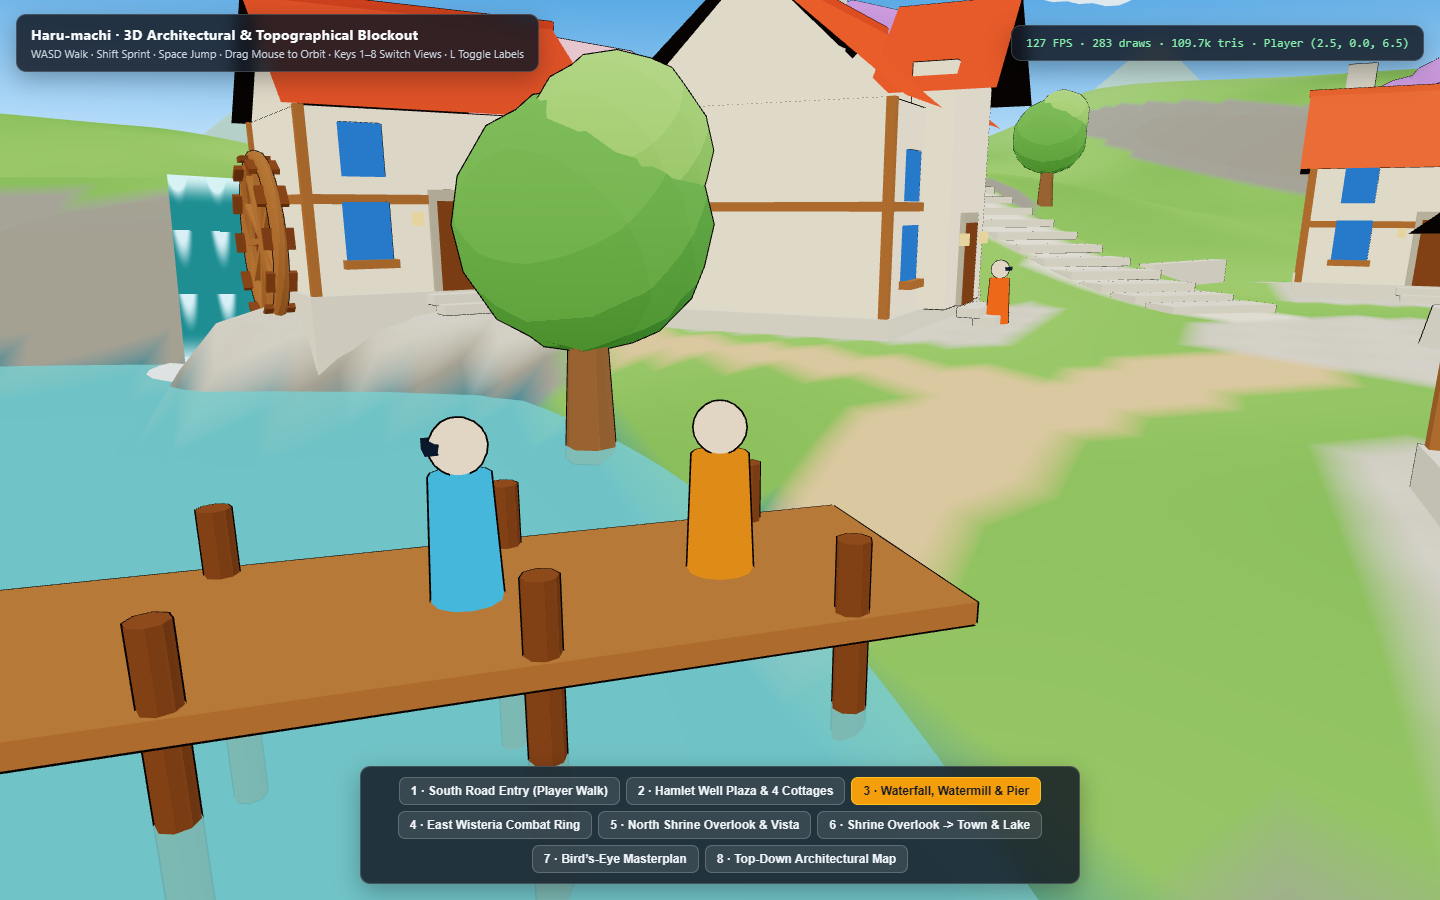 Haru-machi · 3D Architectural & Topographical Blockout
WASD Walk · Shift Sprint · Space Jump · Drag Mouse to Orbit · Keys 1–8 Switch Views · L Toggle Labels
127 FPS · 283 draws · 109.7k tris · Player (2.5, 0.0, 6.5)
1 · South Road Entry (Player Walk)
2 · Hamlet Well Plaza & 4 Cottages
3 · Waterfall, Watermill & Pier
4 · East Wisteria Combat Ring
5 · North Shrine Overlook & Vista
6 · Shrine Overlook -> Town & Lake
7 · Bird's-Eye Masterplan
8 · Top-Down Architectural Map